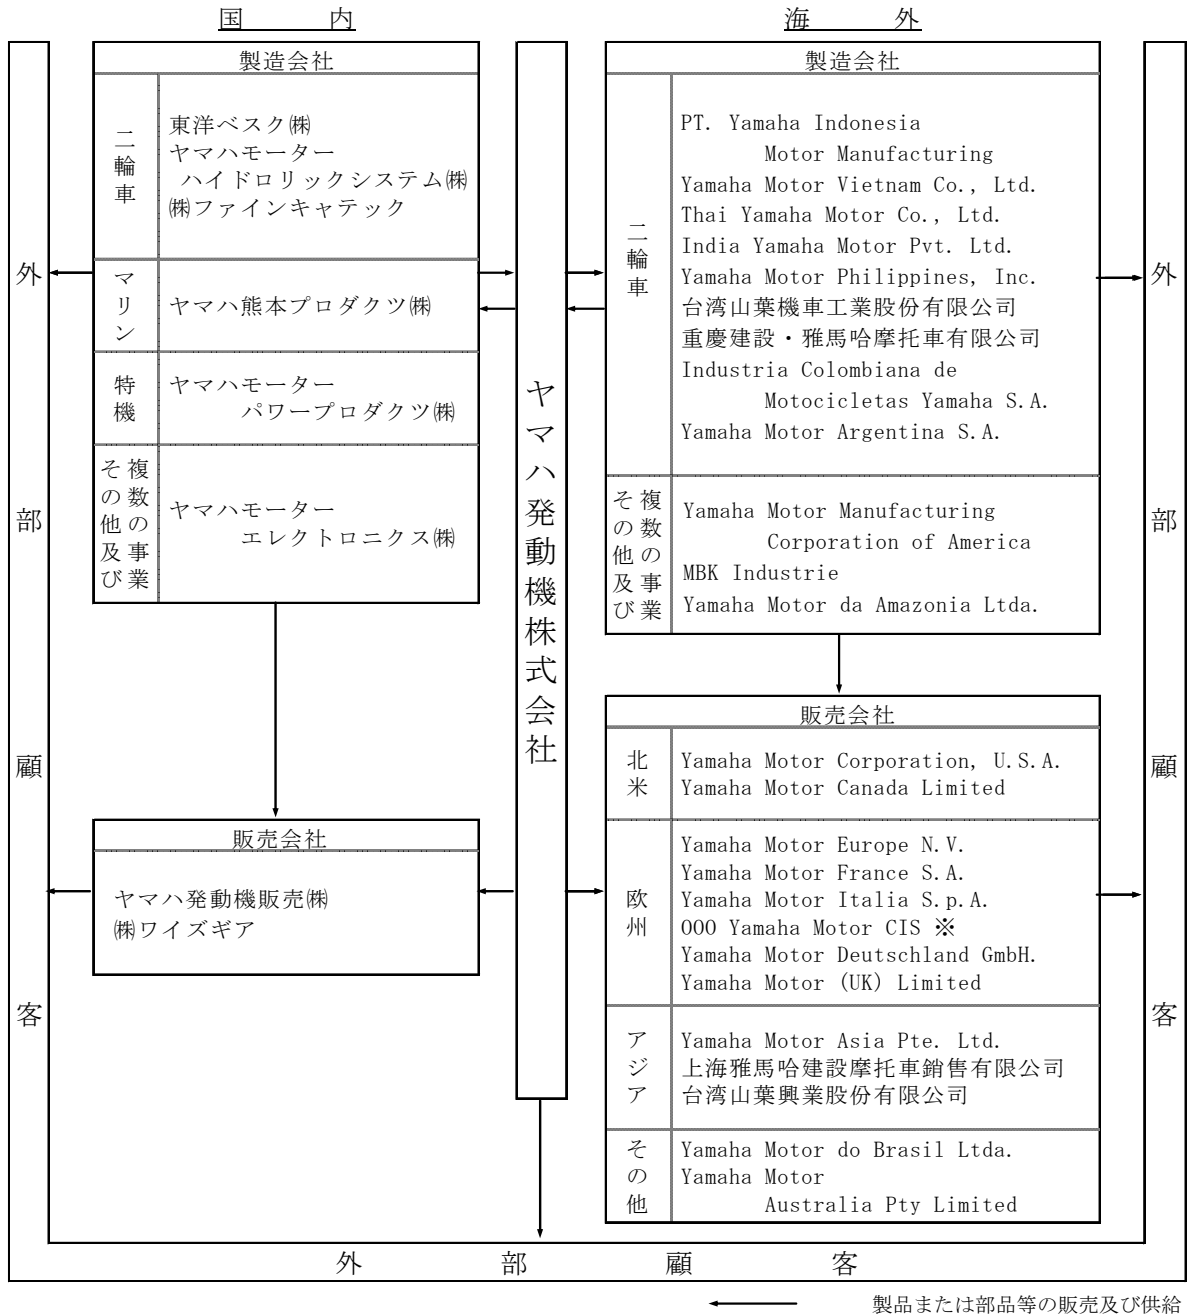 国　内
製造会社
二輪車
東洋ベスク㈱
ヤマハモーター
ハイドロリックシステム㈱
㈱ファインキャテック
マリン
ヤマハ熊本プロダクツ㈱
特機
ヤマハモーター
パワープロダクツ㈱
複数の事業
その他及び
ヤマハモーター
エレクトロニクス㈱
販売会社
ヤマハ発動機販売㈱
㈱ワイズギア
ヤマハ発動機株式会社
海　外
製造会社
二輪車
PT. Yamaha Indonesia
Motor Manufacturing
Yamaha Motor Vietnam Co., Ltd.
Thai Yamaha Motor Co., Ltd.
India Yamaha Motor Pvt. Ltd.
Yamaha Motor Philippines, Inc.
台湾山葉機車工業股份有限公司
重慶建設・雅馬哈摩托車有限公司
Industria Colombiana de
Motocicletas Yamaha S.A.
Yamaha Motor Argentina S.A.
複数の事業
その他及び
Yamaha Motor Manufacturing
Corporation of America
MBK Industrie
Yamaha Motor da Amazonia Ltda.
販売会社
北米
Yamaha Motor Corporation, U.S.A.
Yamaha Motor Canada Limited
欧州
Yamaha Motor Europe N.V.
Yamaha Motor France S.A.
Yamaha Motor Italia S.p.A.
OOO Yamaha Motor CIS ※
Yamaha Motor Deutschland GmbH.
Yamaha Motor (UK) Limited
アジア
Yamaha Motor Asia Pte. Ltd.
上海雅馬哈建設摩托車銷售有限公司
台湾山葉興業股份有限公司
その他
Yamaha Motor do Brasil Ltda.
Yamaha Motor
Australia Pty Limited
外部顧客
外部顧客
外部顧客
製品または部品等の販売及び供給